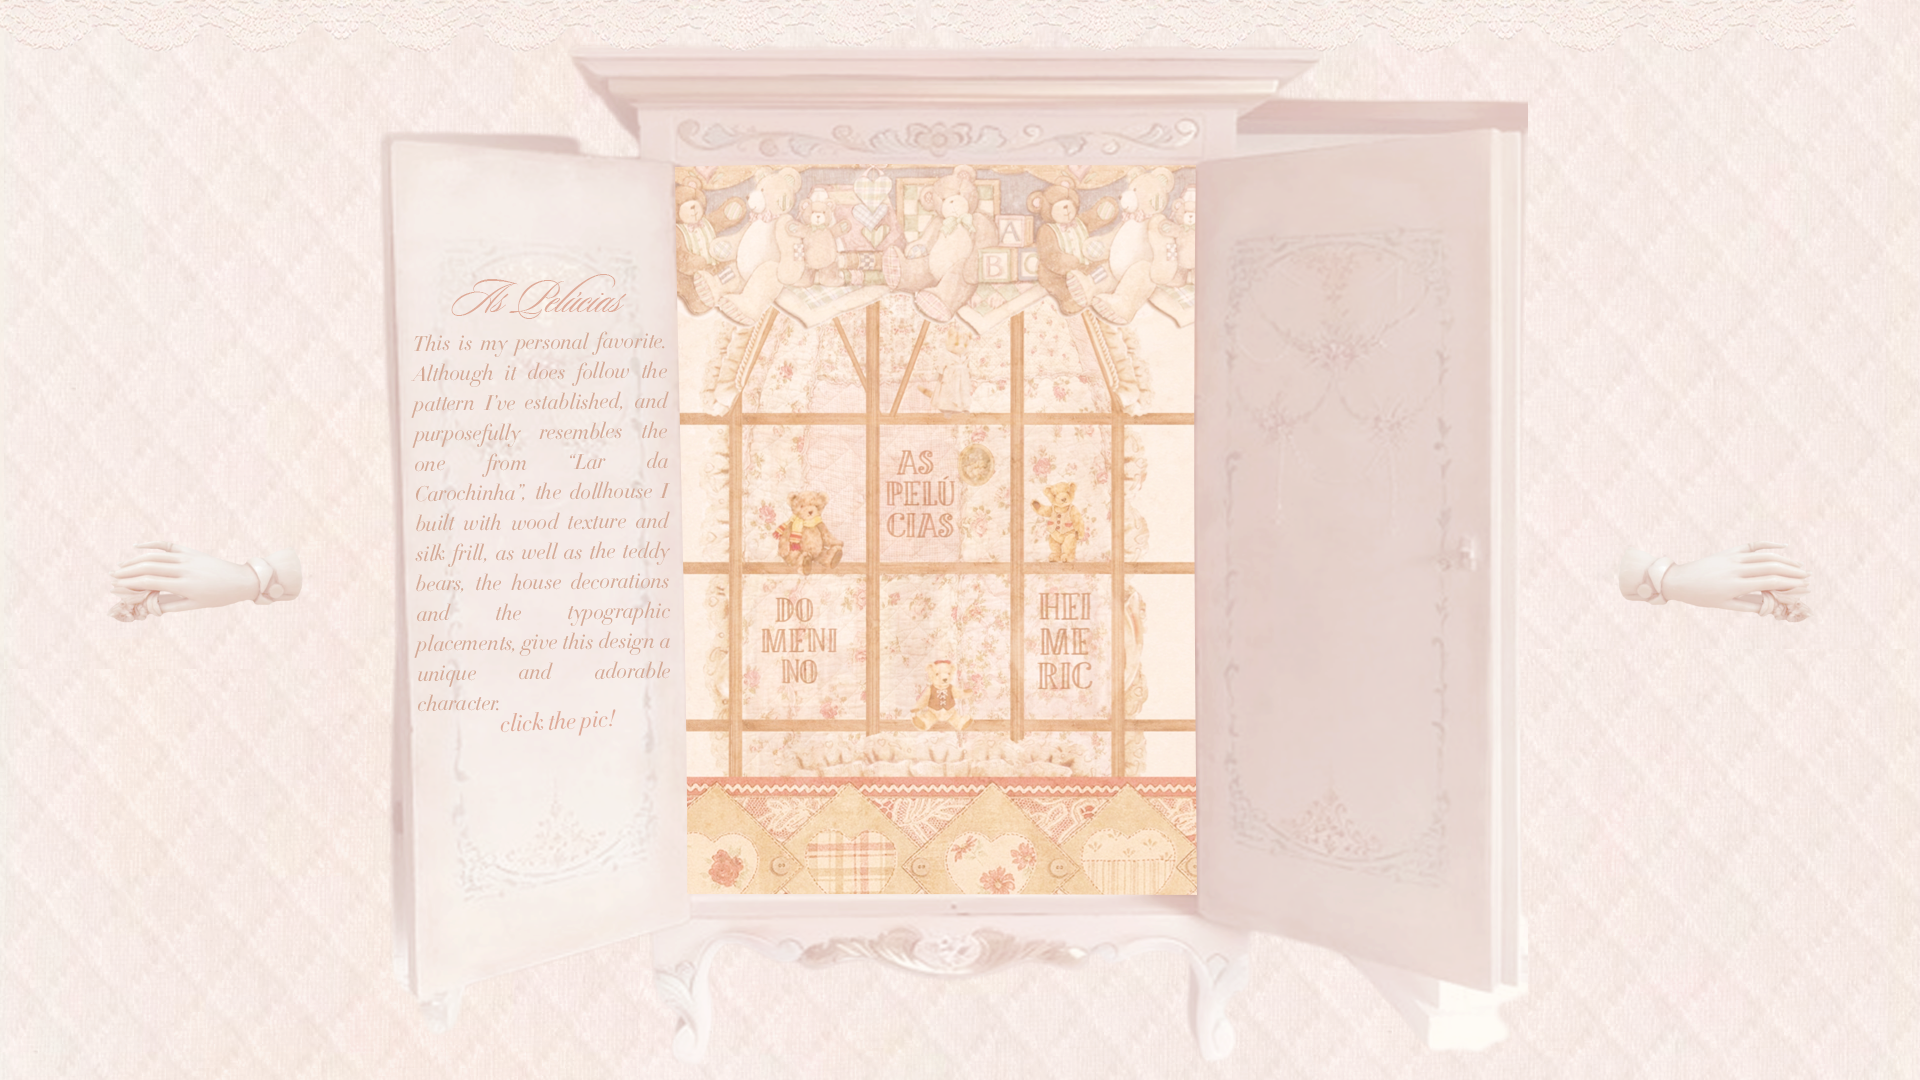 As Pelúcias
This is my personal favorite.
Although it does follow the
pattern I've established, and
purposefully resembles the
one from “Lar da
Carochinha”, the dollhouse I
built with wood texture and
silk frill, as well as the teddy
bears, the house decorations
and the typographic
placements, give this design a
unique and adorable
character.
click the pic!
A
B C
AS
PELÚ
CIAS
DO
MENI
NO
HEI
ME
RIC